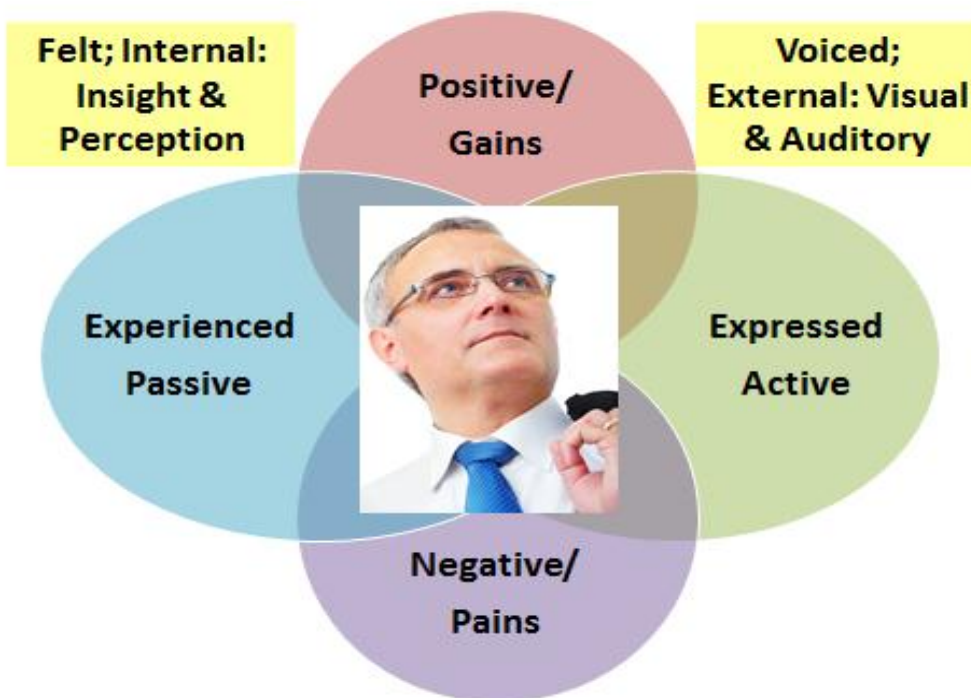 Felt; Internal:
Insight &
Perception
Positive/
Gains
Voiced;
External: Visual
& Auditory
Experienced
Passive
Expressed
Active
Negative/
Pains